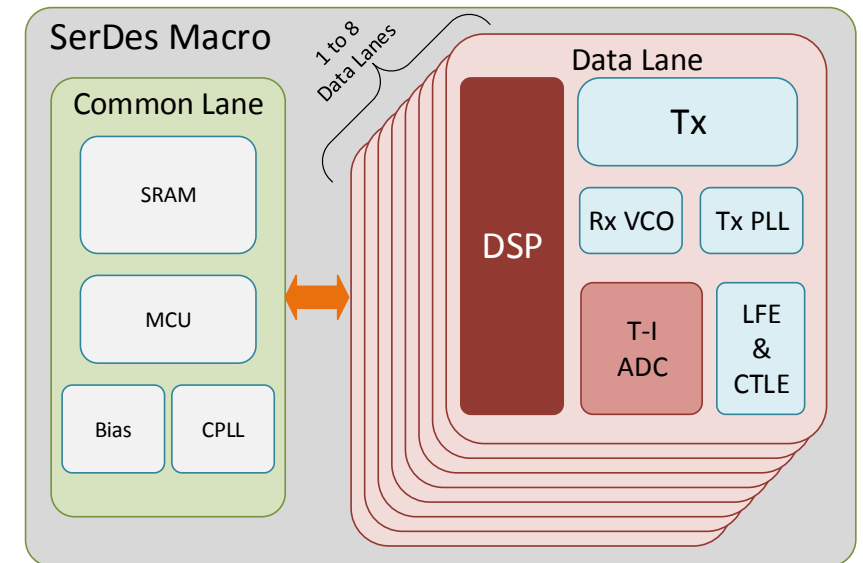 SerDes Macro
1 to 8
Data Lanes
Common Lane
SRAM
MCU
Bias
CPLL
Data Lane
DSP
Tx
Rx VCO
Tx PLL
T-I
ADC
LFE
&
CTLE